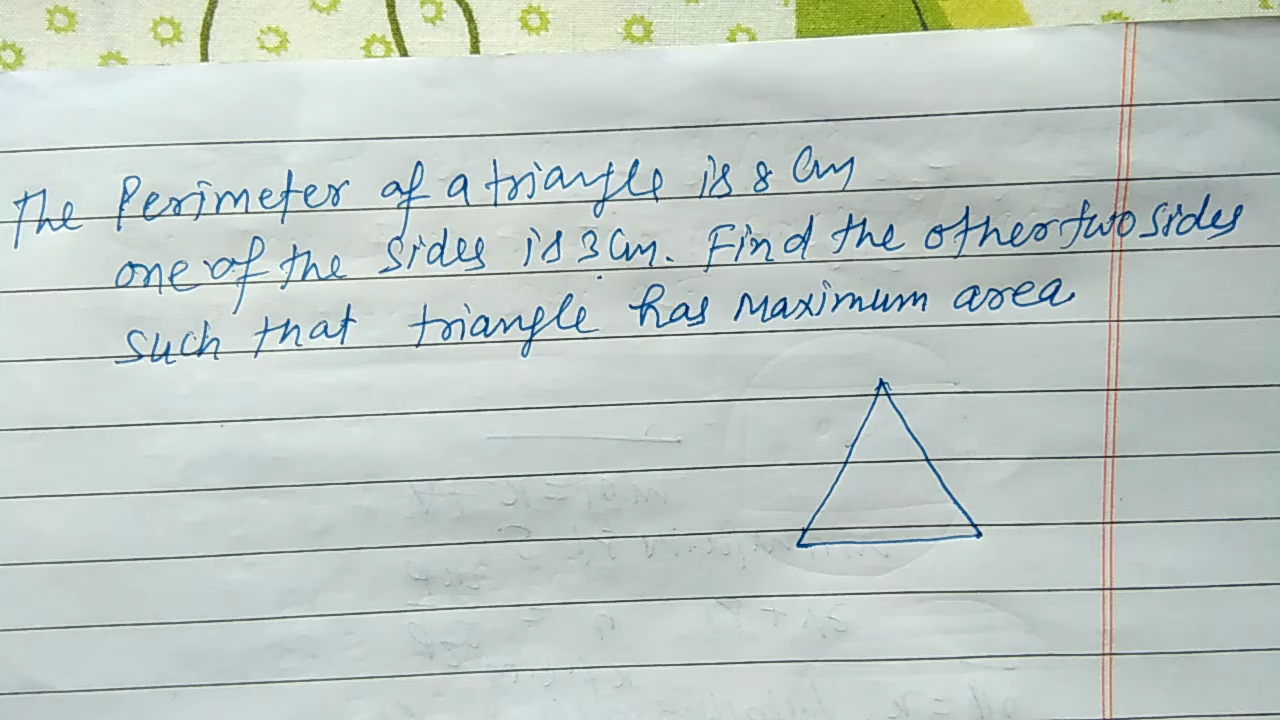 The Perimeter of a triangle is 8 Cm
one of the sides is 3 Cm. Find the other two sides
such that triangle has maximum area